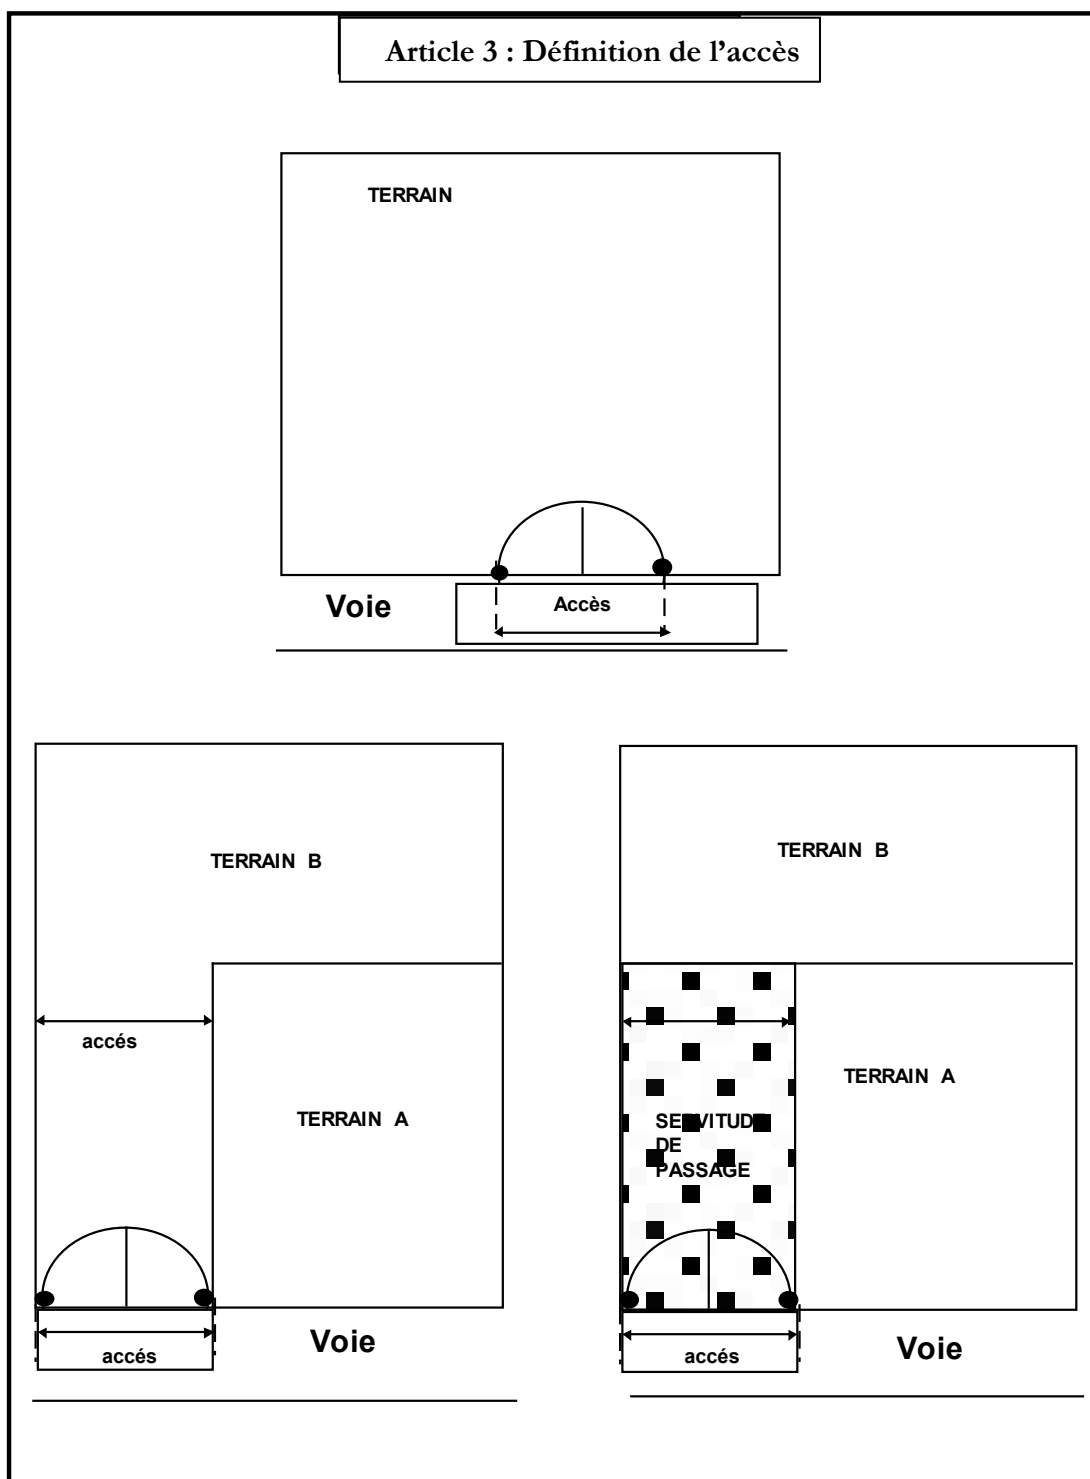 Article 3 : Définition de l’accès
TERRAIN
Voie
Accès
TERRAIN B
accés
TERRAIN A
Voie
accés
TERRAIN B
TERRAIN A
SERVITUDE
DE
PASSAGE
Voie
accés